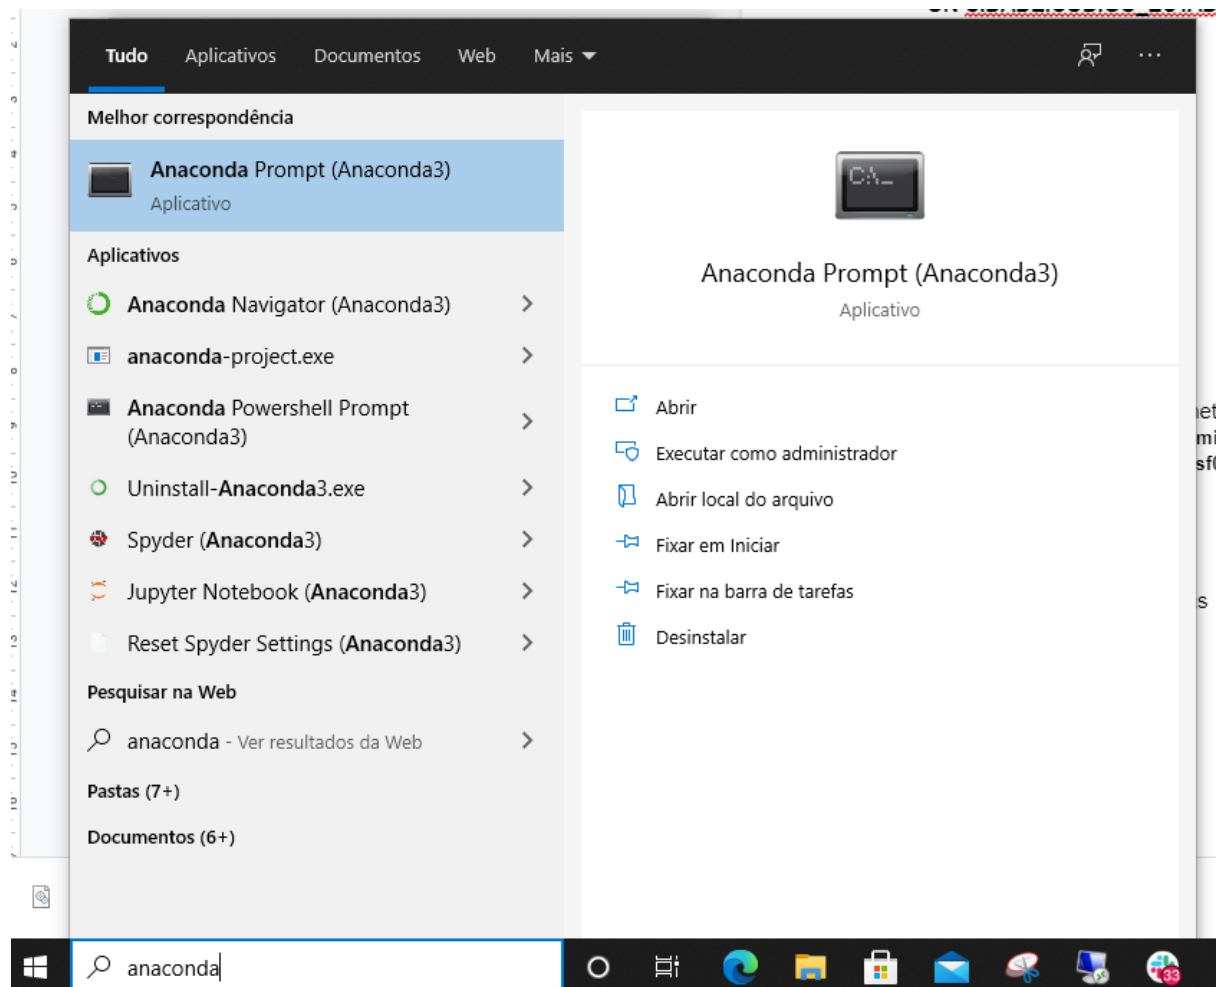 Tudo Aplicativos Documentos Web Mais
Melhor correspondência
Anaconda Prompt (Anaconda3)
Aplicativo
Aplicativos
Anaconda Navigator (Anaconda3)
anaconda-project.exe
Anaconda Powershell Prompt
(Anaconda3)
Uninstall-Anaconda3.exe
Spyder (Anaconda3)
Jupyter Notebook (Anaconda3)
Reset Spyder Settings (Anaconda3)
Pesquisar na Web
anaconda - Ver resultados da Web
Pastas (7+)
Documentos (6+)
C:\_
Anaconda Prompt (Anaconda3)
Aplicativo
Abrir
Executar como administrador
Abrir local do arquivo
Fixar em Iniciar
Fixar na barra de tarefas
Desinstalar
anaconda
33